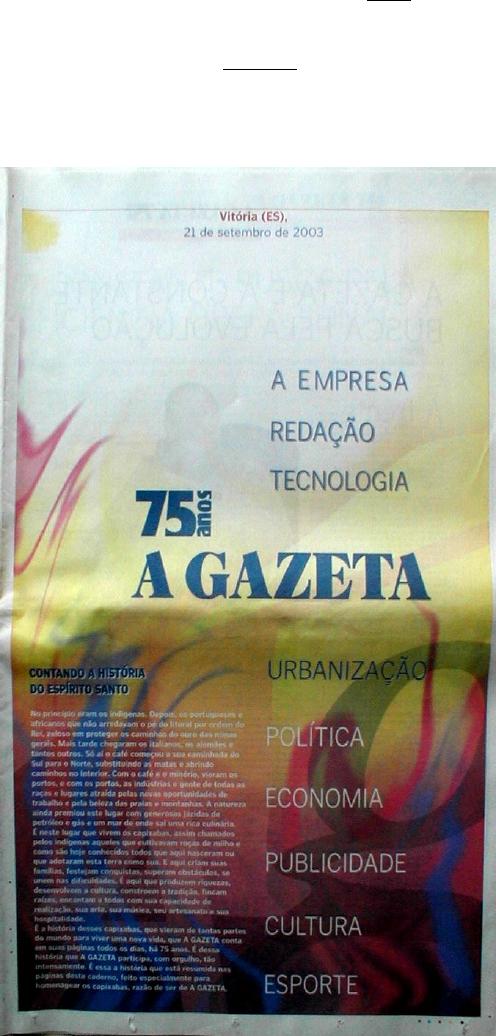 Vitória (ES),
21 de setembro de 2003
A GAZETA E A CONSTANTE
BUSCA PELA EVOLUÇÃO
A EMPRESA
REDAÇÃO
TECNOLOGIA
75 anos
A GAZETA
URBANIZAÇÃO
POLÍTICA
ECONOMIA
PUBLICIDADE
CULTURA
ESPORTE
CONTANDO A HISTÓRIA
DO ESPÍRITO SANTO
No princípio eram os indígenas. Depois, os portugueses e
africanos que não arredavam o pé do litoral por ordem do
Rei, zeloso em proteger os caminhos do ouro das minas
gerais. Mais tarde chegaram os italianos, os alemães e
tantos outros. Só aí o café começou a sua caminhada do
Sul para o Norte, substituindo as matas e abrindo
caminhos no interior. Com o café e o minério, vieram os
portos, e com os portos, as indústrias e gente de todas as
raças e lugares atraída pelas novas oportunidades de
trabalho e pela beleza das praias e montanhas. A natureza
ainda premiou este lugar com generosas jazidas de
petróleo e gás e um mar de onde sai uma rica culinária.
É neste lugar que vivem os capixabas, assim chamados
pelos indígenas aqueles que cultivavam roças de milho e
como são hoje conhecidos todos que aqui nasceram ou
que adotaram esta terra como sua. E aqui criam suas
famílias, festejam conquistas, superam obstáculos, se
unem nas dificuldades. É aqui que produzem riquezas,
desenvolvem a cultura, constroem a tradição, fincam
raízes, encantam a todos com sua capacidade de
realização, sua arte, sua música, seu artesanato e sua
hospitalidade.
É a história desses capixabas, que vieram de tantas partes
do mundo para viver uma nova vida, que A GAZETA conta
em suas páginas todos os dias, há 75 anos. É dessa
história que A GAZETA participa, com orgulho, tão
intensamente. É essa a história que está resumida nas
páginas deste caderno, feito especialmente para
homenagear os capixabas, razão de ser de A GAZETA.